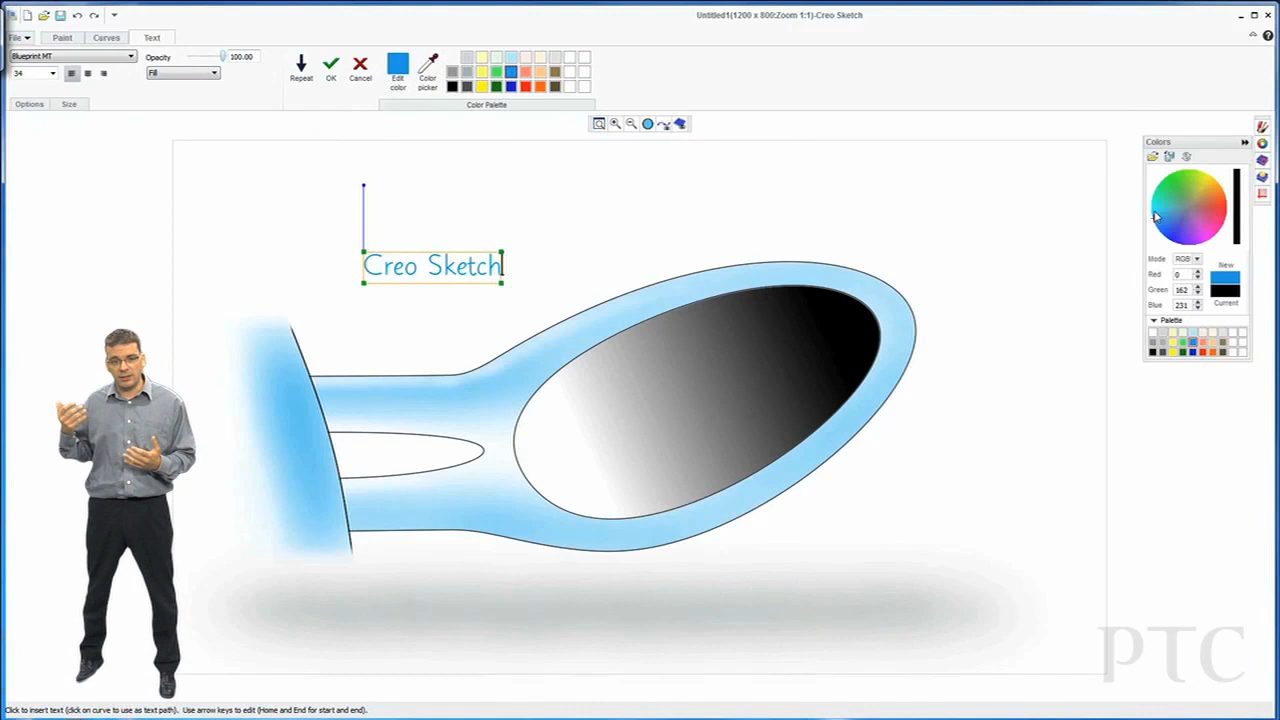 Untitled1(1200 x 800:Zoom 1:1)-Creo Sketch
File
Paint
Curves
Text
Blueprint MT
Opacity
100.00
34
Fill
Repeat
OK
Cancel
Edit color
Color picker
Options
Size
Color Palette
Creo Sketch
Colors
Mode
RGB
New
Red
0
Green
162
Blue
231
Current
Palette
PTC
Click to insert text (click on curve to use as text path). Use arrow keys to edit (Home and End for start and end).